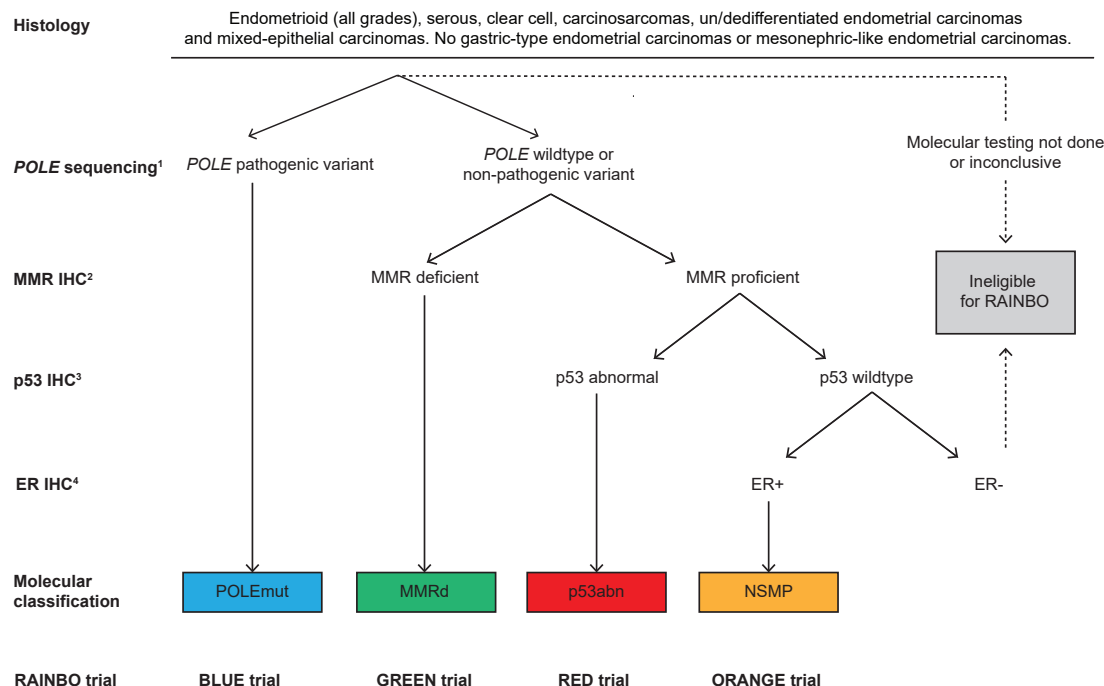 Histology
Endometrioid (all grades), serous, clear cell, carcinosarcomas, un/dedifferentiated endometrial carcinomas
and mixed-epithelial carcinomas. No gastric-type endometrial carcinomas or mesonephric-like endometrial carcinomas.
POLE sequencing¹
POLE pathogenic variant
POLE wildtype or
non-pathogenic variant
Molecular testing not done
or inconclusive
MMR IHC²
MMR deficient
MMR proficient
Ineligible
for RAINBO
p53 IHC³
p53 abnormal
p53 wildtype
ER IHC⁴
ER+
ER-
Molecular
classification
POLEmut
MMRd
p53abn
NSMP
RAINBO trial
BLUE trial
GREEN trial
RED trial
ORANGE trial